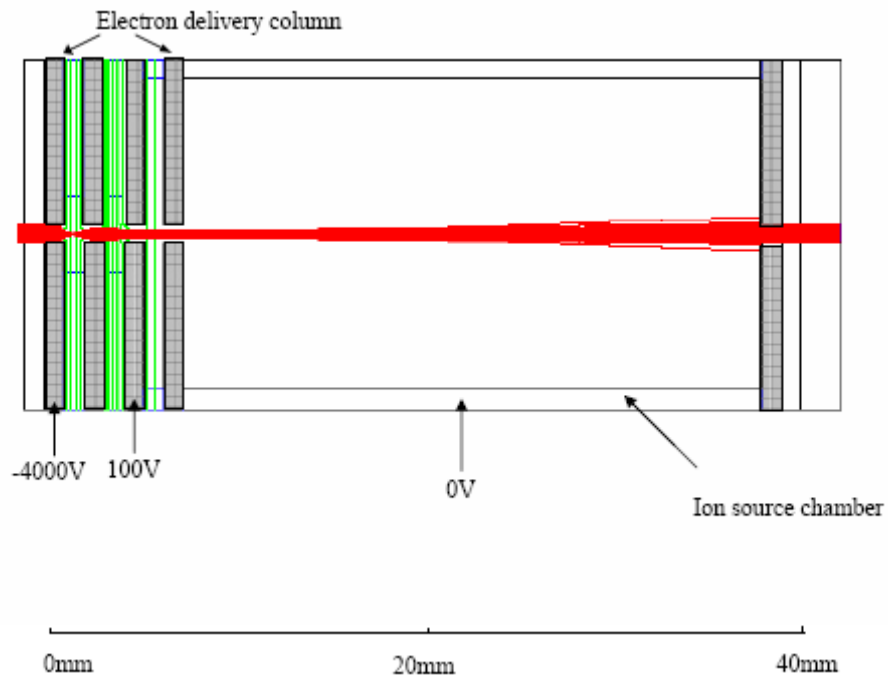 Electron delivery column
-4000V
100V
0V
Ion source chamber
0mm
20mm
40mm